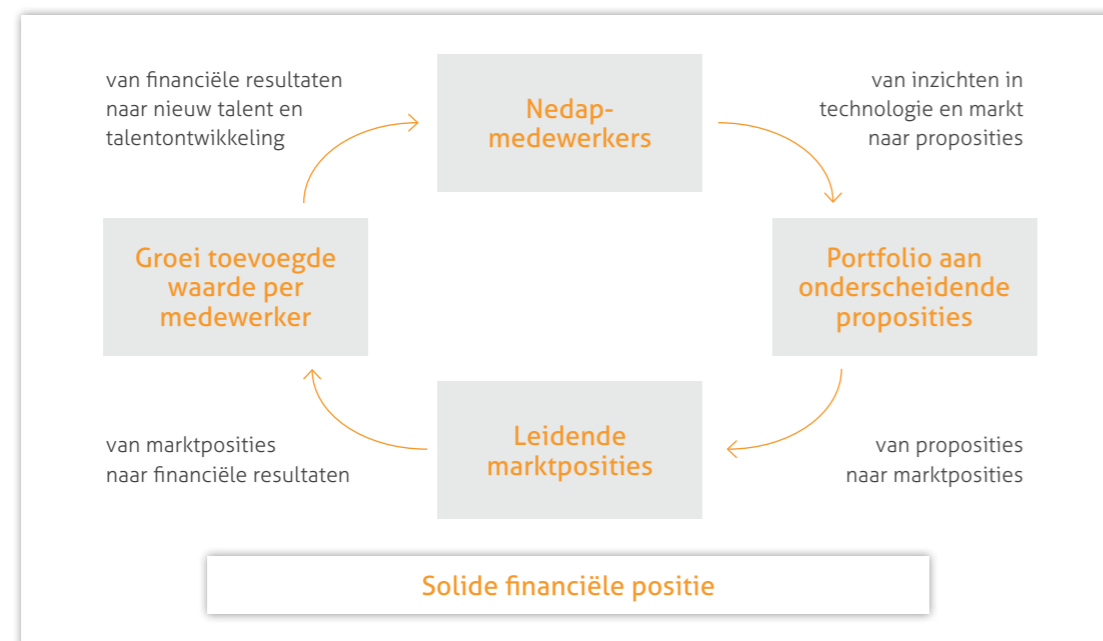 van financiële resultaten
naar nieuw talent en
talentontwikkeling
Nedap-
medewerkers
van inzichten in
technologie en markt
naar proposities
Groei toevoegde
waarde per
medewerker
Portfolio aan
onderscheidende
proposities
van marktposities
naar financiële resultaten
Leidende
marktposities
van proposities
naar marktposities
Solide financiële positie